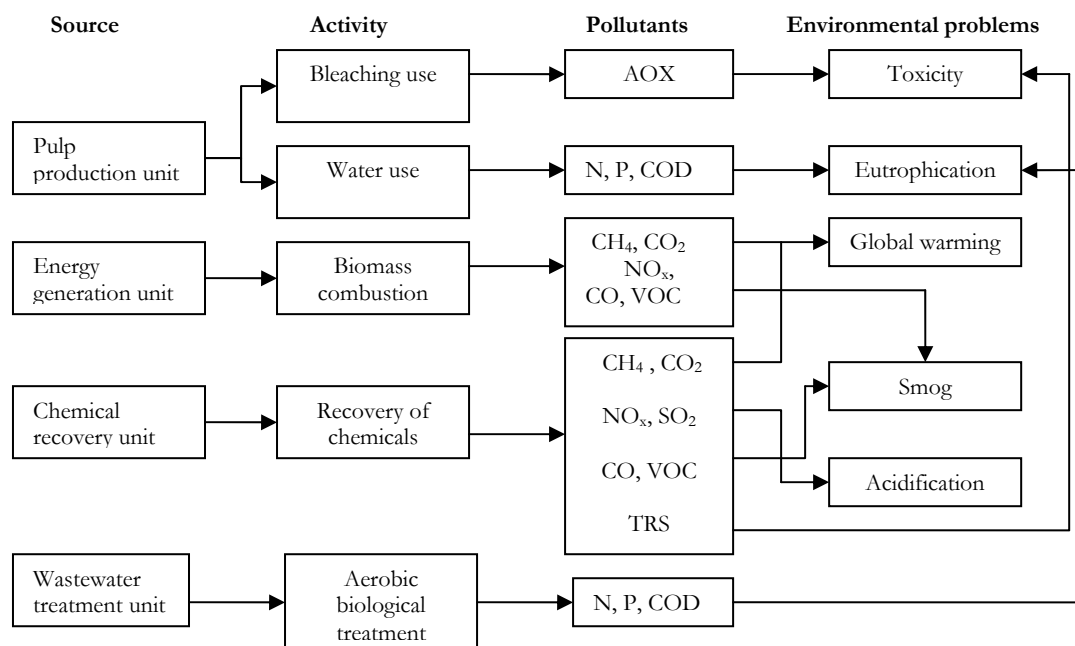 Source Activity Pollutants Environmental problems
Bleaching use
AOX
Toxicity
Pulp
production unit
Water use
N, P, COD
Eutrophication
Energy
generation unit
Biomass
combustion
CH₄, CO₂
NOₓ,
CO, VOC
Global warming
Chemical
recovery unit
Recovery of
chemicals
CH₄ , CO₂
NOₓ, SO₂
CO, VOC
TRS
Smog
Acidification
Wastewater
treatment unit
Aerobic
biological
treatment
N, P, COD